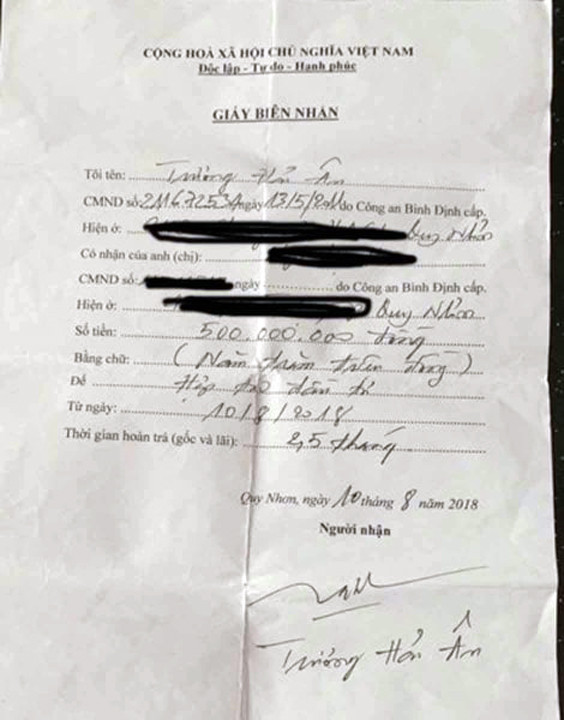 CỘNG HOÀ XÃ HỘI CHỦ NGHĨA VIỆT NAM
Độc lập - Tự do - Hạnh phúc
GIẤY BIÊN NHẬN
Tôi tên: Trương Hải Ân
CMND số: ngày 13/5/2011 do Công an Bình Định cấp.
Hiện ở: Quy Nhơn
Có nhận của anh (chị):
CMND số: ngày ............... do Công an Bình Định cấp.
Hiện ở: Quy Nhơn
Số tiền: 500.000.000 đồng
Bằng chữ: (Năm trăm triệu đồng)
Để Hợp tác đầu tư
Từ ngày: 10/8/2018
Thời gian hoàn trả (gốc và lãi): 2,5 tháng
Quy Nhơn, ngày 10 tháng 8 năm 2018
Người nhận
Trương Hải Ân